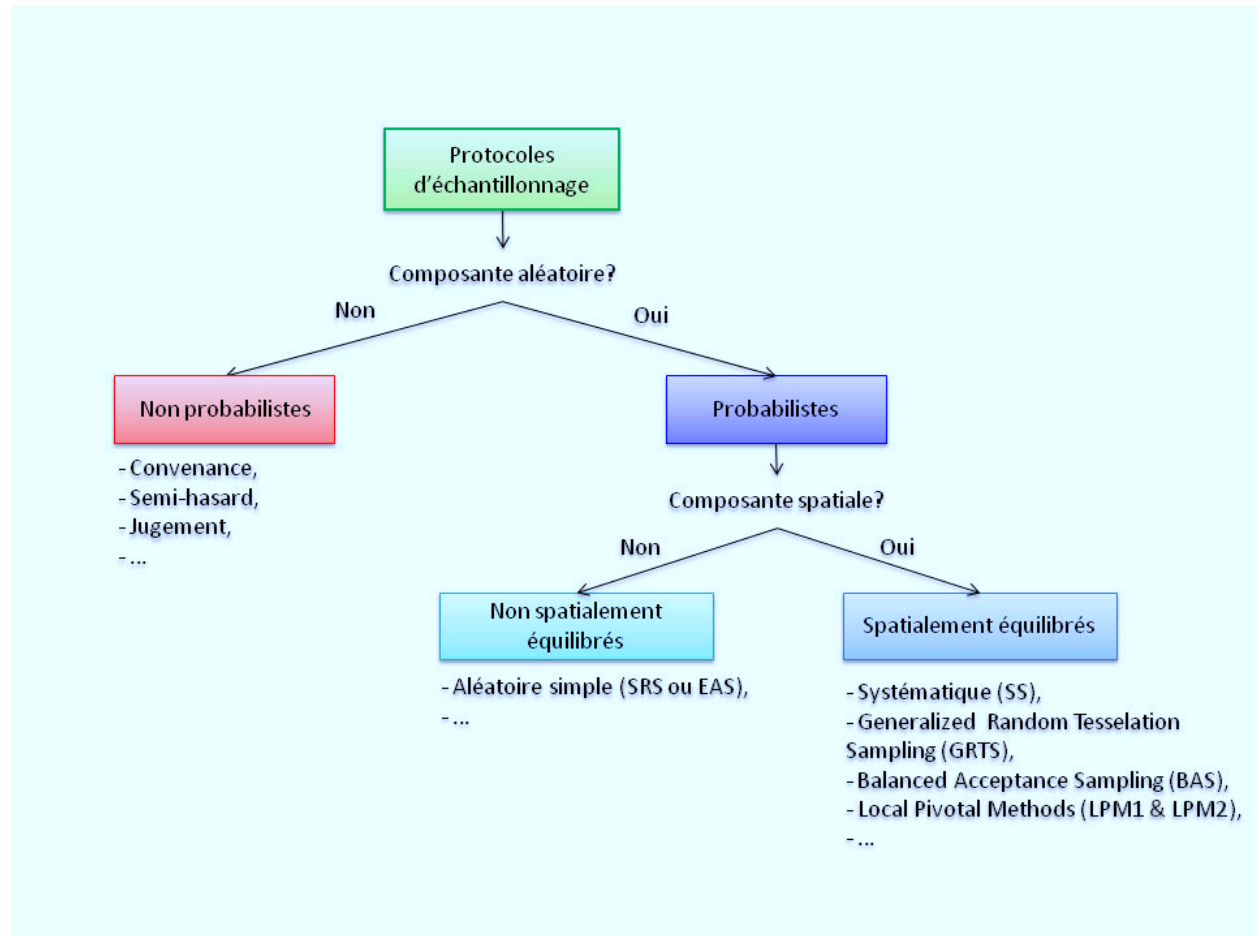 Protocoles
d'échantillonnage
Composante aléatoire?
Non
Oui
Non probabilistes
Probabilistes
- Convenance,
- Semi-hasard,
- Jugement,
- ...
Composante spatiale?
Non
Oui
Non spatialement
équilibrés
Spatialement équilibrés
- Aléatoire simple (SRS ou EAS),
- ...
- Systématique (SS),
- Generalized Random Tesselation
Sampling (GRTS),
- Balanced Acceptance Sampling (BAS),
- Local Pivotal Methods (LPM1 & LPM2),
- ...